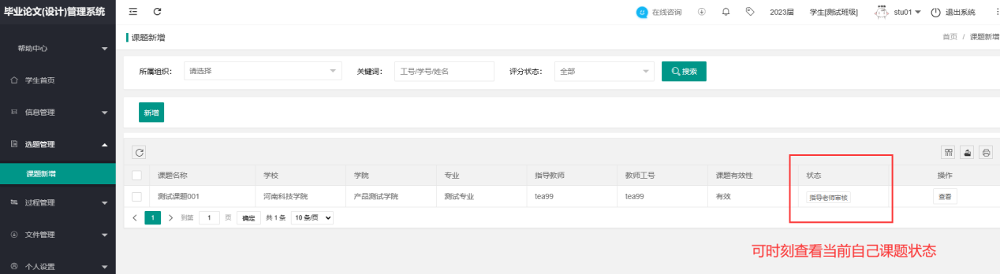 毕业论文(设计)管理系统
在线咨询
2023届
学生[测试班级]
stu01
退出系统
帮助中心
学生首页
信息管理
选题管理
课题新增
过程管理
文件管理
个人设置
课题新增
首页 / 课题新增
所属组织: 请选择 关键词: 工号/学号/姓名 评分状态: 全部 搜索
新增
课题名称 学校 学院 专业 指导教师 教师工号 课题有效性 状态 操作
测试课题001 河南科技学院 产品测试学院 测试专业 tea99 tea99 有效 指导老师审核 查看
1 到第 1 页 确定 共 1 条 10 条/页
可时刻查看当前自己课题状态